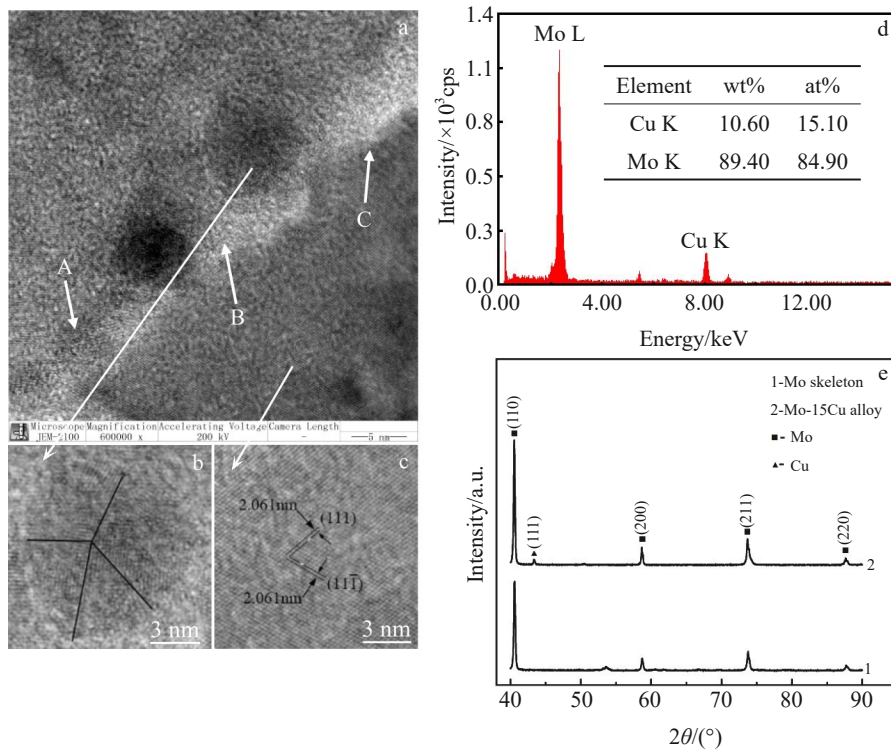 a
A
B
C
Microscope Magnification Accelerating Voltage Camera Length
JEM-2100 600000 x 200 kV - 5 nm
b
3 nm
c
2.061nm
(111)
(111̄)
2.061nm
3 nm
d
Intensity/×10³cps
1.4
1.1
0.8
0.5
0.3
0.0
Mo L
Cu K
Element wt% at%
Cu K 10.60 15.10
Mo K 89.40 84.90
0.00 4.00 8.00 12.00
Energy/keV
e
Intensity/a.u.
1-Mo skeleton
2-Mo-15Cu alloy
■- Mo
▲- Cu
(110)
(111)
(200)
(211)
(220)
2
1
40 50 60 70 80 90
2θ/(°)